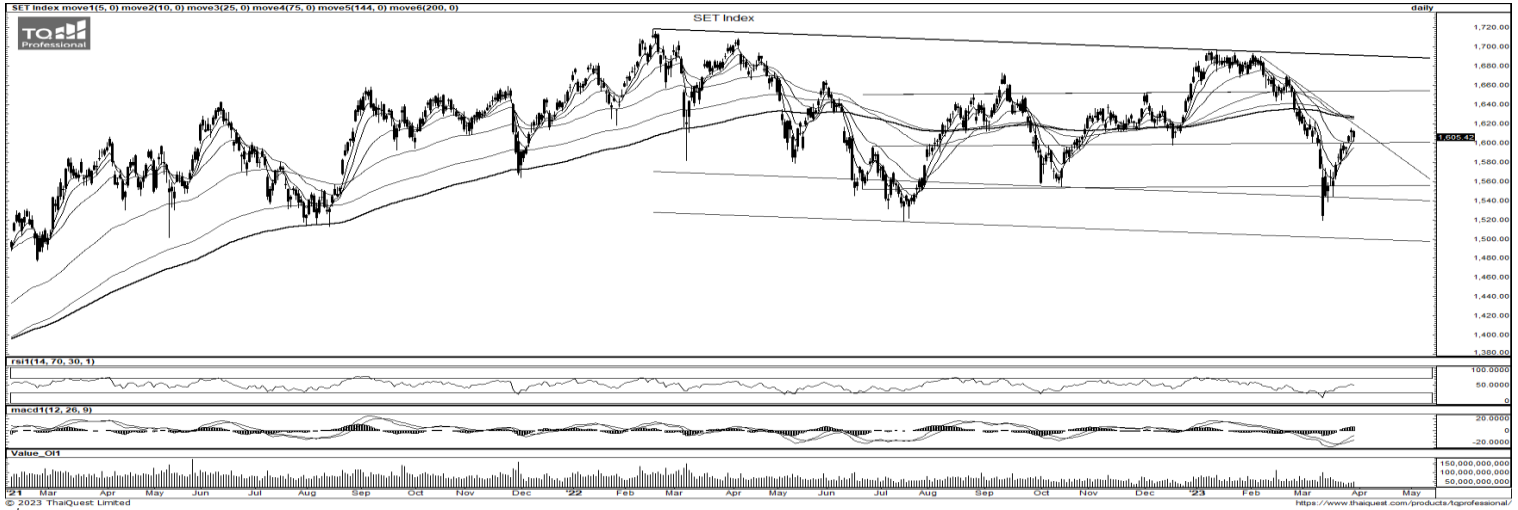 SET Index move1(5, 0) move2(10, 0) move3(25, 0) move4(75, 0) move5(144, 0) move6(200, 0)
daily
TQ
Professional
SET Index
1,720.00
1,700.00
1,680.00
1,660.00
1,640.00
1,620.00
1,605.42
1,600.00
1,580.00
1,560.00
1,540.00
1,520.00
1,500.00
1,480.00
1,460.00
1,440.00
1,420.00
1,400.00
1,380.00
rsi1(14, 70, 30, 1)
100.0000
50.0000
0
macd1(12, 26, 9)
20.0000
-20.0000
Value_OI1
150,000,000,000
100,000,000,000
50,000,000,000
'21 Mar Apr May Jun Jul Aug Sep Oct Nov Dec '22 Feb Mar Apr May Jun Jul Aug Sep Oct Nov Dec '23 Feb Mar Apr May
© 2023 ThaiQuest Limited
https://www.thaiquest.com/products/tqprofessional/